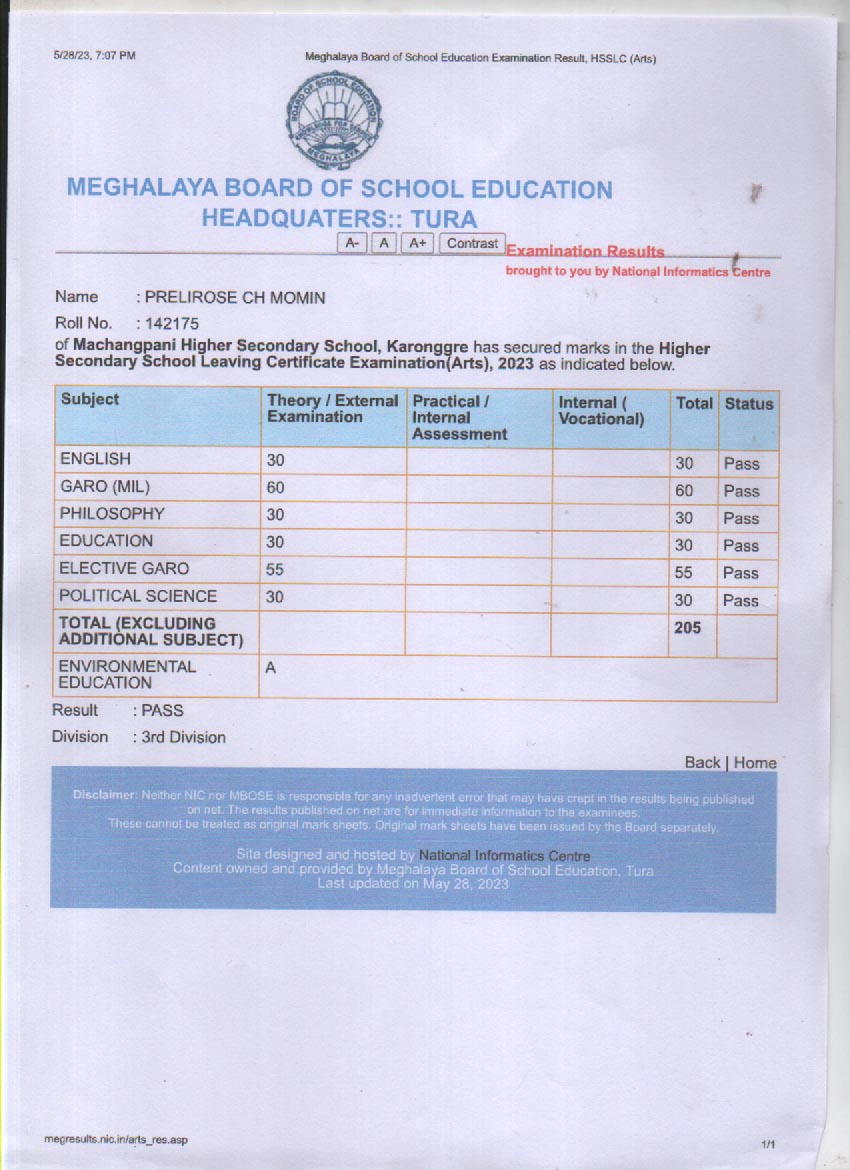 5/28/23, 7:07 PM
Meghalaya Board of School Education Examination Result, HSSLC (Arts)
BOARD OF SCHOOL EDUCATION
MEGHALAYA
MEGHALAYA BOARD OF SCHOOL EDUCATION
HEADQUATERS:: TURA
A- A A+ Contrast
Examination Results
brought to you by National Informatics Centre
Name : PRELIROSE CH MOMIN
Roll No. : 142175
of Machangpani Higher Secondary School, Karonggre has secured marks in the Higher
Secondary School Leaving Certificate Examination(Arts), 2023 as indicated below.
Subject Theory / External Practical / Internal ( Total Status
Examination Internal Vocational)
Assessment
ENGLISH 30 30 Pass
GARO (MIL) 60 60 Pass
PHILOSOPHY 30 30 Pass
EDUCATION 30 30 Pass
ELECTIVE GARO 55 55 Pass
POLITICAL SCIENCE 30 30 Pass
TOTAL (EXCLUDING 205
ADDITIONAL SUBJECT)
ENVIRONMENTAL A
EDUCATION
Result : PASS
Division : 3rd Division
Back | Home
Disclaimer: Neither NIC nor MBOSE is responsible for any inadvertent error that may have crept in the results being published
on net. The results published on net are for immediate information to the examinees.
These cannot be treated as original mark sheets. Original mark sheets have been issued by the Board separately.
Site designed and hosted by National Informatics Centre
Content owned and provided by Meghalaya Board of School Education, Tura
Last updated on May 28, 2023
megresults.nic.in/arts_res.asp
1/1